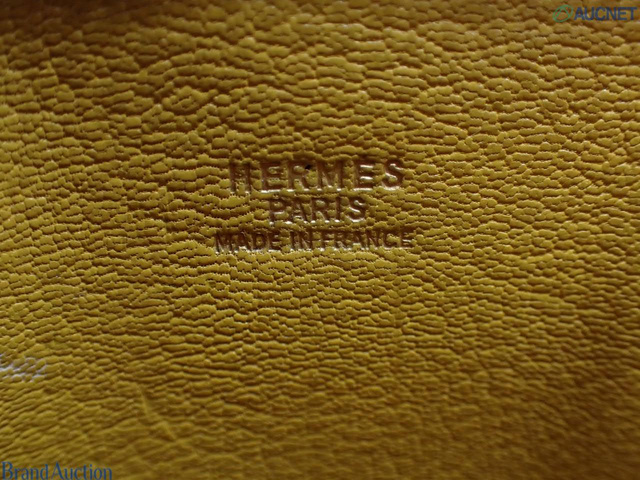 AUCNET
HERMES
PARIS
MADE IN FRANCE
Brand Auction